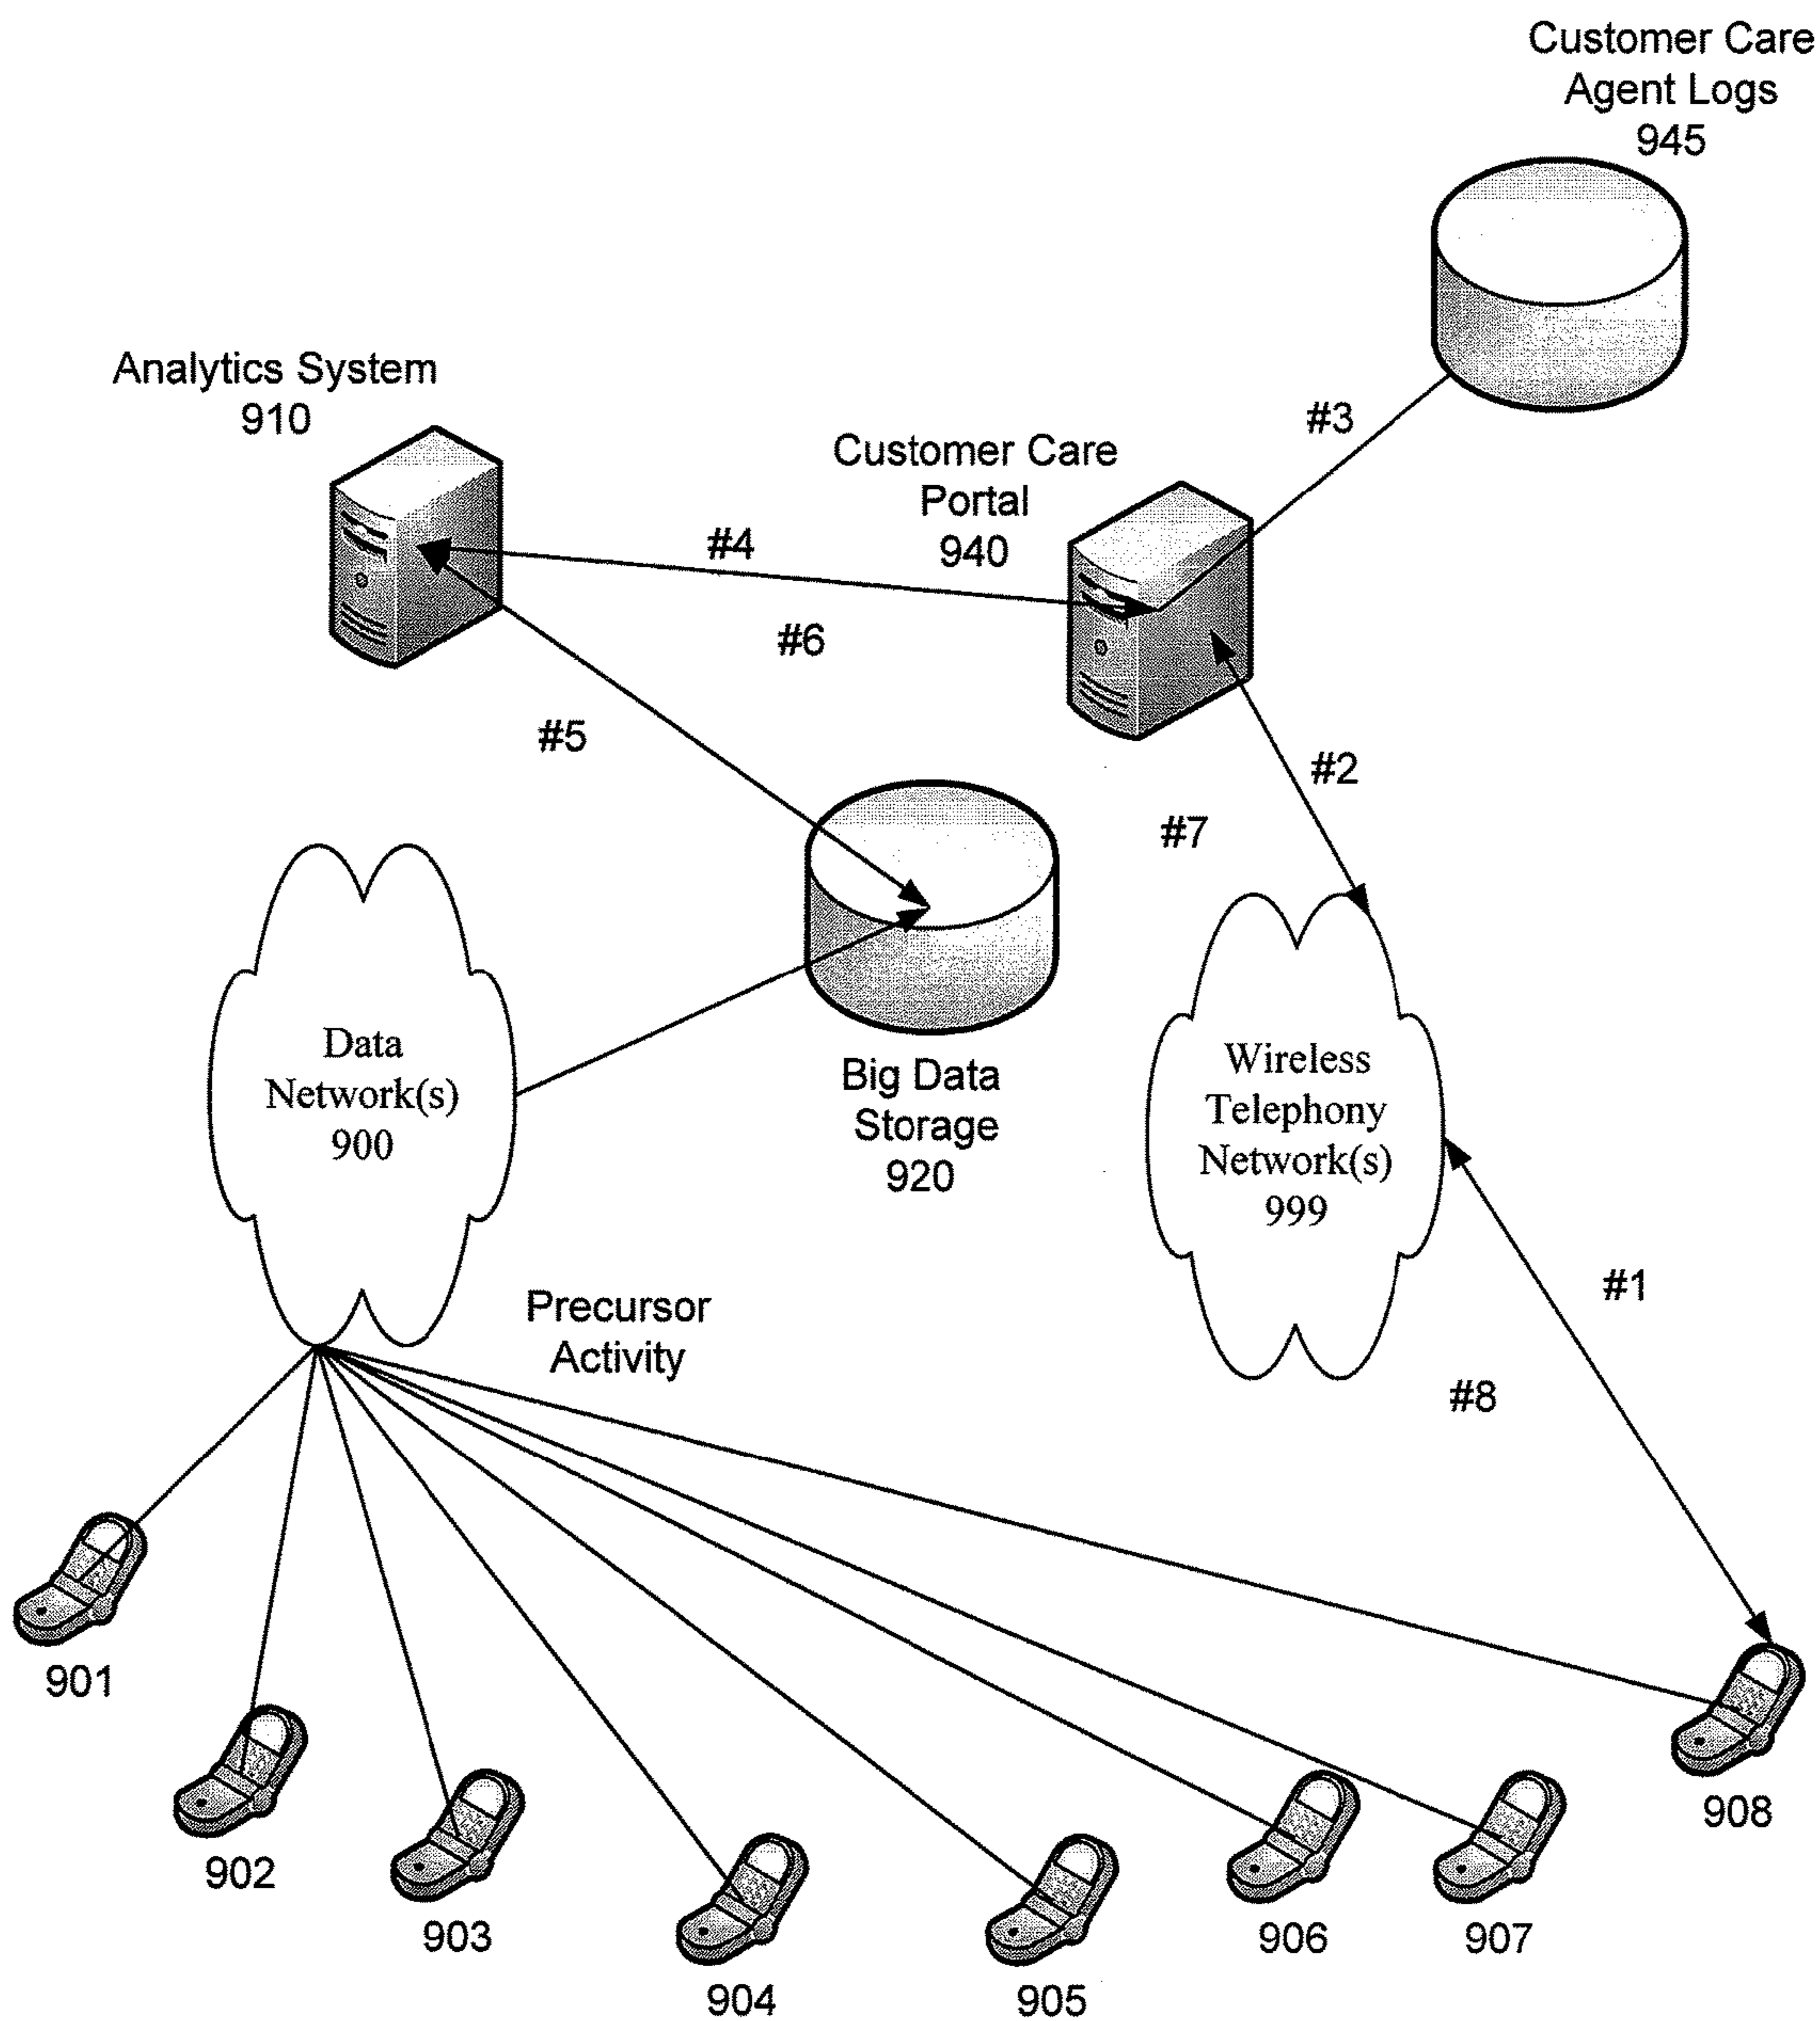 Customer Care
Agent Logs
945
Analytics System
910
#3
Customer Care
Portal
940
#4
#6
#5
#2
#7
Data
Network(s)
900
Big Data
Storage
920
Wireless
Telephony
Network(s)
999
#1
Precursor
Activity
#8
901
902
903
904
905
906
907
908